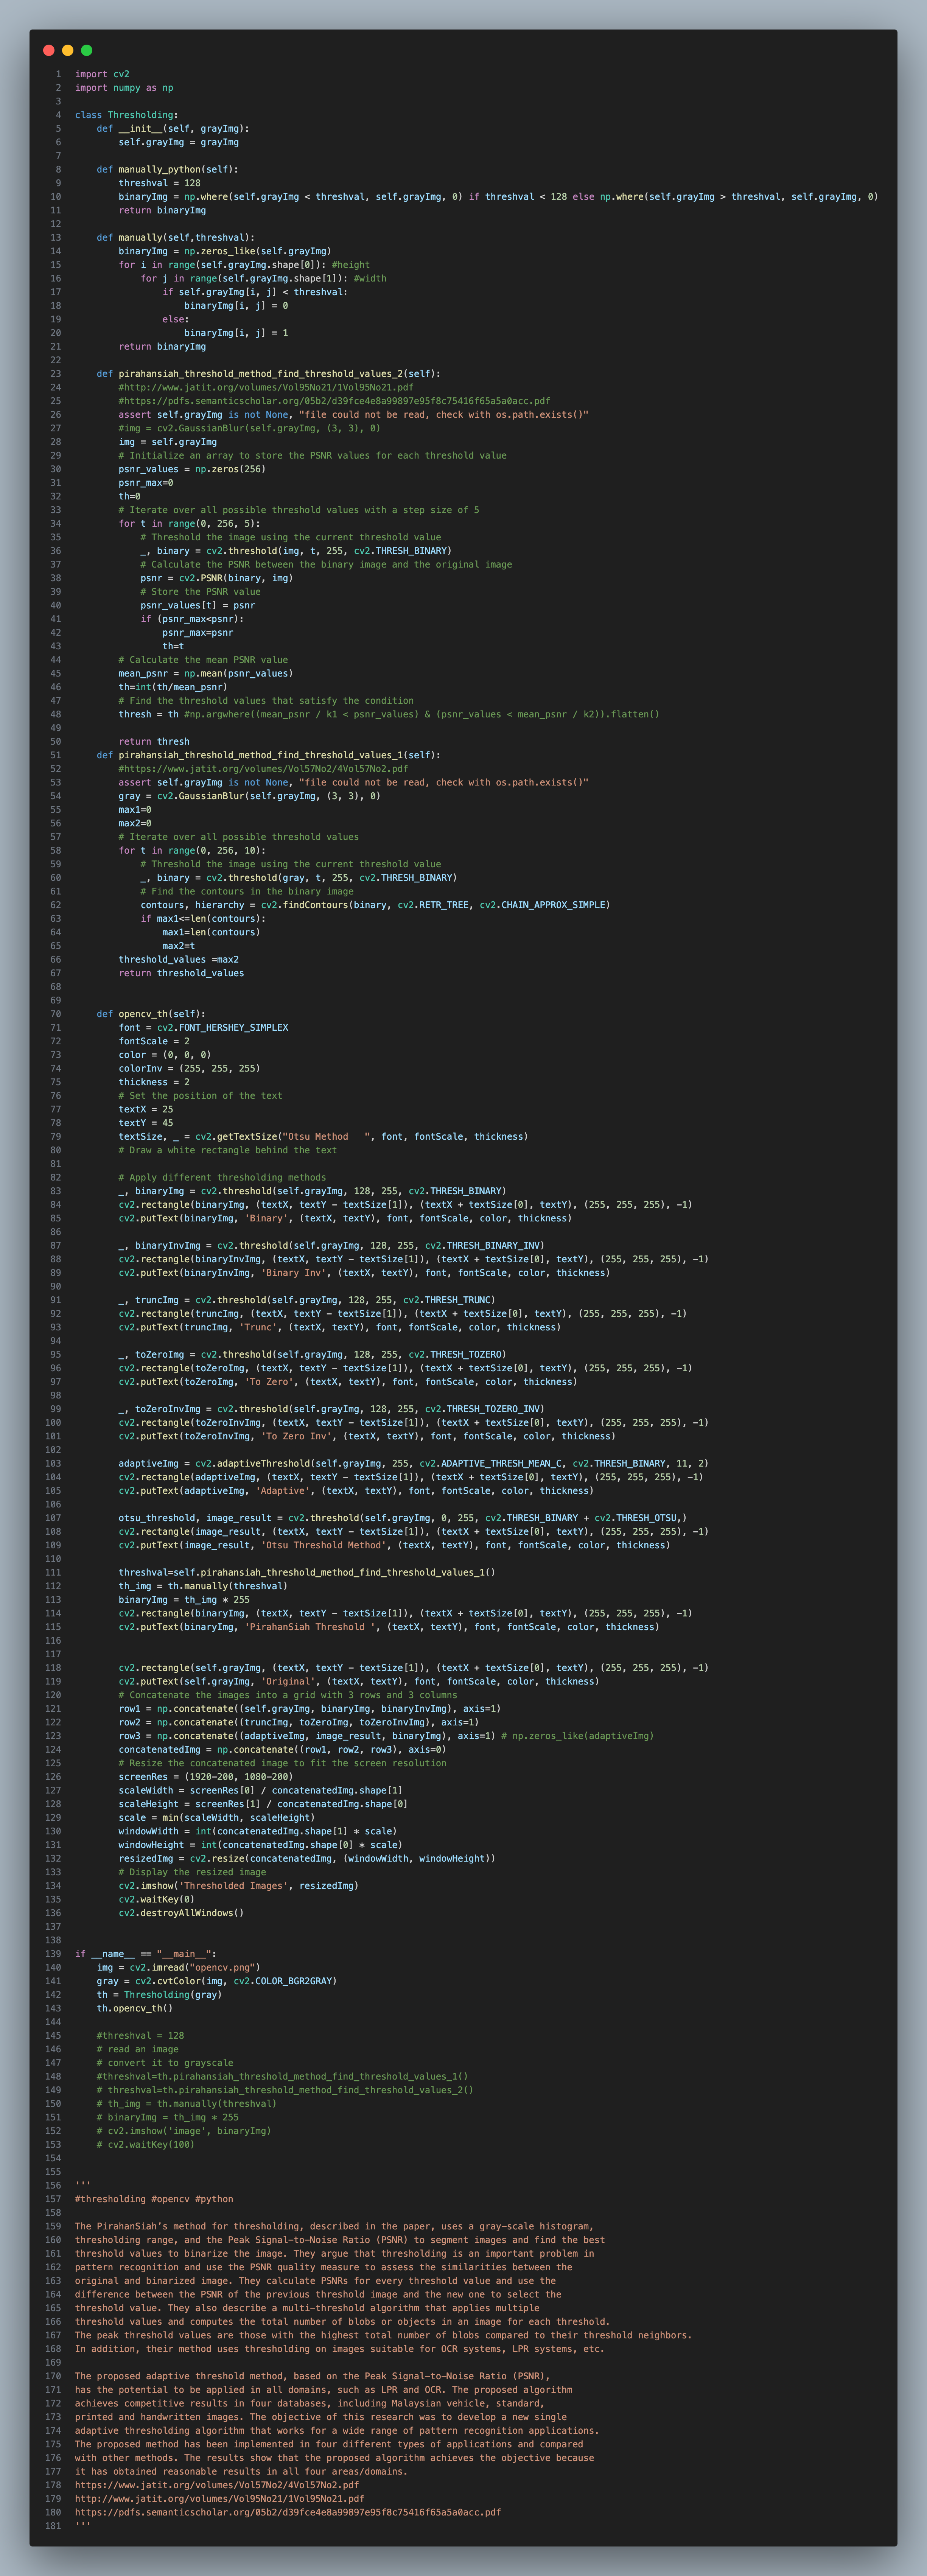 1 import cv2
2 import numpy as np
3
4 class Thresholding:
5     def __init__(self, grayImg):
6         self.grayImg = grayImg
7
8     def manually_python(self):
9         threshval = 128
10         binaryImg = np.where(self.grayImg < threshval, self.grayImg, 0) if threshval < 128 else np.where(self.grayImg > threshval, self.grayImg, 0)
11         return binaryImg
12
13     def manually(self,threshval):
14         binaryImg = np.zeros_like(self.grayImg)
15         for i in range(self.grayImg.shape[0]): #height
16             for j in range(self.grayImg.shape[1]): #width
17                 if self.grayImg[i, j] < threshval:
18                     binaryImg[i, j] = 0
19                 else:
20                     binaryImg[i, j] = 1
21         return binaryImg
22
23     def pirahansiah_threshold_method_find_threshold_values_2(self):
24         #http://www.jatit.org/volumes/Vol95No21/1Vol95No21.pdf
25         #https://pdfs.semanticscholar.org/05b2/d39fce4e8a99897e95f8c75416f65a5a0acc.pdf
26         assert self.grayImg is not None, "file could not be read, check with os.path.exists()"
27         #img = cv2.GaussianBlur(self.grayImg, (3, 3), 0)
28         img = self.grayImg
29         # Initialize an array to store the PSNR values for each threshold value
30         psnr_values = np.zeros(256)
31         psnr_max=0
32         th=0
33         # Iterate over all possible threshold values with a step size of 5
34         for t in range(0, 256, 5):
35             # Threshold the image using the current threshold value
36             _, binary = cv2.threshold(img, t, 255, cv2.THRESH_BINARY)
37             # Calculate the PSNR between the binary image and the original image
38             psnr = cv2.PSNR(binary, img)
39             # Store the PSNR value
40             psnr_values[t] = psnr
41             if (psnr_max<psnr):
42                 psnr_max=psnr
43                 th=t
44         # Calculate the mean PSNR value
45         mean_psnr = np.mean(psnr_values)
46         th=int(th/mean_psnr)
47         # Find the threshold values that satisfy the condition
48         thresh = th #np.argwhere((mean_psnr / k1 < psnr_values) & (psnr_values < mean_psnr / k2)).flatten()
49
50         return thresh
51     def pirahansiah_threshold_method_find_threshold_values_1(self):
52         #https://www.jatit.org/volumes/Vol57No2/4Vol57No2.pdf
53         assert self.grayImg is not None, "file could not be read, check with os.path.exists()"
54         gray = cv2.GaussianBlur(self.grayImg, (3, 3), 0)
55         max1=0
56         max2=0
57         # Iterate over all possible threshold values
58         for t in range(0, 256, 10):
59             # Threshold the image using the current threshold value
60             _, binary = cv2.threshold(gray, t, 255, cv2.THRESH_BINARY)
61             # Find the contours in the binary image
62             contours, hierarchy = cv2.findContours(binary, cv2.RETR_TREE, cv2.CHAIN_APPROX_SIMPLE)
63             if max1<=len(contours):
64                 max1=len(contours)
65                 max2=t
66         threshold_values =max2
67         return threshold_values
68
69
70     def opencv_th(self):
71         font = cv2.FONT_HERSHEY_SIMPLEX
72         fontScale = 2
73         color = (0, 0, 0)
74         colorInv = (255, 255, 255)
75         thickness = 2
76         # Set the position of the text
77         textX = 25
78         textY = 45
79         textSize, _ = cv2.getTextSize("Otsu Method   ", font, fontScale, thickness)
80         # Draw a white rectangle behind the text
81
82         # Apply different thresholding methods
83         _, binaryImg = cv2.threshold(self.grayImg, 128, 255, cv2.THRESH_BINARY)
84         cv2.rectangle(binaryImg, (textX, textY - textSize[1]), (textX + textSize[0], textY), (255, 255, 255), -1)
85         cv2.putText(binaryImg, 'Binary', (textX, textY), font, fontScale, color, thickness)
86
87         _, binaryInvImg = cv2.threshold(self.grayImg, 128, 255, cv2.THRESH_BINARY_INV)
88         cv2.rectangle(binaryInvImg, (textX, textY - textSize[1]), (textX + textSize[0], textY), (255, 255, 255), -1)
89         cv2.putText(binaryInvImg, 'Binary Inv', (textX, textY), font, fontScale, color, thickness)
90
91         _, truncImg = cv2.threshold(self.grayImg, 128, 255, cv2.THRESH_TRUNC)
92         cv2.rectangle(truncImg, (textX, textY - textSize[1]), (textX + textSize[0], textY), (255, 255, 255), -1)
93         cv2.putText(truncImg, 'Trunc', (textX, textY), font, fontScale, color, thickness)
94
95         _, toZeroImg = cv2.threshold(self.grayImg, 128, 255, cv2.THRESH_TOZERO)
96         cv2.rectangle(toZeroImg, (textX, textY - textSize[1]), (textX + textSize[0], textY), (255, 255, 255), -1)
97         cv2.putText(toZeroImg, 'To Zero', (textX, textY), font, fontScale, color, thickness)
98
99         _, toZeroInvImg = cv2.threshold(self.grayImg, 128, 255, cv2.THRESH_TOZERO_INV)
100         cv2.rectangle(toZeroInvImg, (textX, textY - textSize[1]), (textX + textSize[0], textY), (255, 255, 255), -1)
101         cv2.putText(toZeroInvImg, 'To Zero Inv', (textX, textY), font, fontScale, color, thickness)
102
103         adaptiveImg = cv2.adaptiveThreshold(self.grayImg, 255, cv2.ADAPTIVE_THRESH_MEAN_C, cv2.THRESH_BINARY, 11, 2)
104         cv2.rectangle(adaptiveImg, (textX, textY - textSize[1]), (textX + textSize[0], textY), (255, 255, 255), -1)
105         cv2.putText(adaptiveImg, 'Adaptive', (textX, textY), font, fontScale, color, thickness)
106
107         otsu_threshold, image_result = cv2.threshold(self.grayImg, 0, 255, cv2.THRESH_BINARY + cv2.THRESH_OTSU,)
108         cv2.rectangle(image_result, (textX, textY - textSize[1]), (textX + textSize[0], textY), (255, 255, 255), -1)
109         cv2.putText(image_result, 'Otsu Threshold Method', (textX, textY), font, fontScale, color, thickness)
110
111         threshval=self.pirahansiah_threshold_method_find_threshold_values_1()
112         th_img = th.manually(threshval)
113         binaryImg = th_img * 255
114         cv2.rectangle(binaryImg, (textX, textY - textSize[1]), (textX + textSize[0], textY), (255, 255, 255), -1)
115         cv2.putText(binaryImg, 'PirahanSiah Threshold ', (textX, textY), font, fontScale, color, thickness)
116
117
118         cv2.rectangle(self.grayImg, (textX, textY - textSize[1]), (textX + textSize[0], textY), (255, 255, 255), -1)
119         cv2.putText(self.grayImg, 'Original', (textX, textY), font, fontScale, color, thickness)
120         # Concatenate the images into a grid with 3 rows and 3 columns
121         row1 = np.concatenate((self.grayImg, binaryImg, binaryInvImg), axis=1)
122         row2 = np.concatenate((truncImg, toZeroImg, toZeroInvImg), axis=1)
123         row3 = np.concatenate((adaptiveImg, image_result, binaryImg), axis=1) # np.zeros_like(adaptiveImg)
124         concatenatedImg = np.concatenate((row1, row2, row3), axis=0)
125         # Resize the concatenated image to fit the screen resolution
126         screenRes = (1920-200, 1080-200)
127         scaleWidth = screenRes[0] / concatenatedImg.shape[1]
128         scaleHeight = screenRes[1] / concatenatedImg.shape[0]
129         scale = min(scaleWidth, scaleHeight)
130         windowWidth = int(concatenatedImg.shape[1] * scale)
131         windowHeight = int(concatenatedImg.shape[0] * scale)
132         resizedImg = cv2.resize(concatenatedImg, (windowWidth, windowHeight))
133         # Display the resized image
134         cv2.imshow('Thresholded Images', resizedImg)
135         cv2.waitKey(0)
136         cv2.destroyAllWindows()
137
138
139 if __name__ == "__main__":
140     img = cv2.imread("opencv.png")
141     gray = cv2.cvtColor(img, cv2.COLOR_BGR2GRAY)
142     th = Thresholding(gray)
143     th.opencv_th()
144
145     #threshval = 128
146     # read an image
147     # convert it to grayscale
148     #threshval=th.pirahansiah_threshold_method_find_threshold_values_1()
149     # threshval=th.pirahansiah_threshold_method_find_threshold_values_2()
150     # th_img = th.manually(threshval)
151     # binaryImg = th_img * 255
152     # cv2.imshow('image', binaryImg)
153     # cv2.waitKey(100)
154
155
156 '''
157 #thresholding #opencv #python
158
159 The PirahanSiah’s method for thresholding, described in the paper, uses a gray-scale histogram,
160 thresholding range, and the Peak Signal-to-Noise Ratio (PSNR) to segment images and find the best
161 threshold values to binarize the image. They argue that thresholding is an important problem in
162 pattern recognition and use the PSNR quality measure to assess the similarities between the
163 original and binarized image. They calculate PSNRs for every threshold value and use the
164 difference between the PSNR of the previous threshold image and the new one to select the
165 threshold value. They also describe a multi-threshold algorithm that applies multiple
166 threshold values and computes the total number of blobs or objects in an image for each threshold.
167 The peak threshold values are those with the highest total number of blobs compared to their threshold neighbors.
168 In addition, their method uses thresholding on images suitable for OCR systems, LPR systems, etc.
169
170 The proposed adaptive threshold method, based on the Peak Signal-to-Noise Ratio (PSNR),
171 has the potential to be applied in all domains, such as LPR and OCR. The proposed algorithm
172 achieves competitive results in four databases, including Malaysian vehicle, standard,
173 printed and handwritten images. The objective of this research was to develop a new single
174 adaptive thresholding algorithm that works for a wide range of pattern recognition applications.
175 The proposed method has been implemented in four different types of applications and compared
176 with other methods. The results show that the proposed algorithm achieves the objective because
177 it has obtained reasonable results in all four areas/domains.
178 https://www.jatit.org/volumes/Vol57No2/4Vol57No2.pdf
179 http://www.jatit.org/volumes/Vol95No21/1Vol95No21.pdf
180 https://pdfs.semanticscholar.org/05b2/d39fce4e8a99897e95f8c75416f65a5a0acc.pdf
181 '''